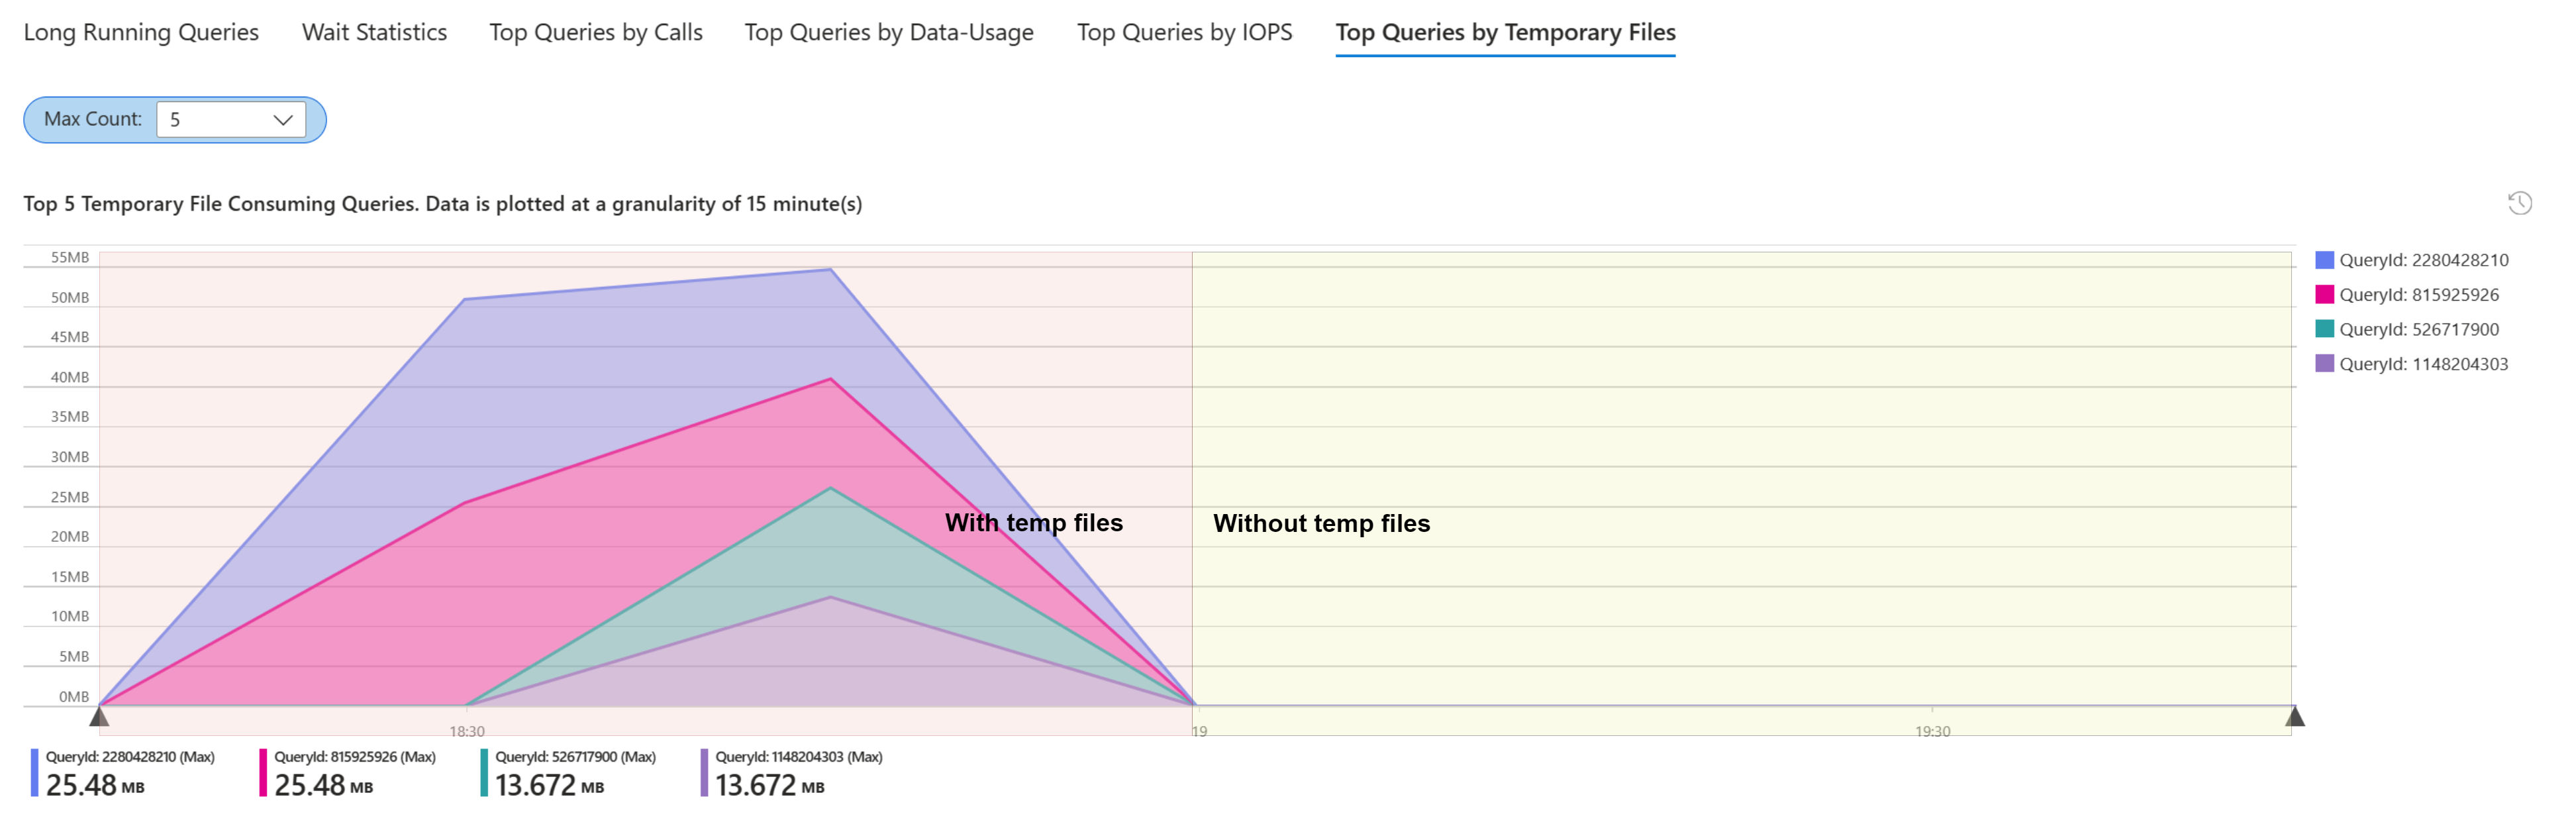 Long Running Queries Wait Statistics Top Queries by Calls Top Queries by Data-Usage Top Queries by IOPS Top Queries by Temporary Files
Max Count: 5
Top 5 Temporary File Consuming Queries. Data is plotted at a granularity of 15 minute(s)
55MB
50MB
45MB
40MB
35MB
30MB
25MB
20MB
15MB
10MB
5MB
0MB
With temp files
Without temp files
18:30 19 19:30
QueryId: 2280428210
QueryId: 815925926
QueryId: 526717900
QueryId: 1148204303
QueryId: 2280428210 (Max)
25.48 MB
QueryId: 815925926 (Max)
25.48 MB
QueryId: 526717900 (Max)
13.672 MB
QueryId: 1148204303 (Max)
13.672 MB